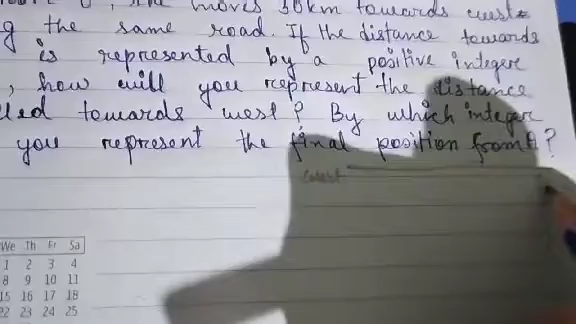 she moves 30km towards west
g the same road. If the distance towards
is represented by a positive integer
, how will you represent the distance
lled towards west? By which integer
you represent the final position from A?
We Th Fr Sa
1 2 3 4
8 9 10 11
15 16 17 18
22 23 24 25